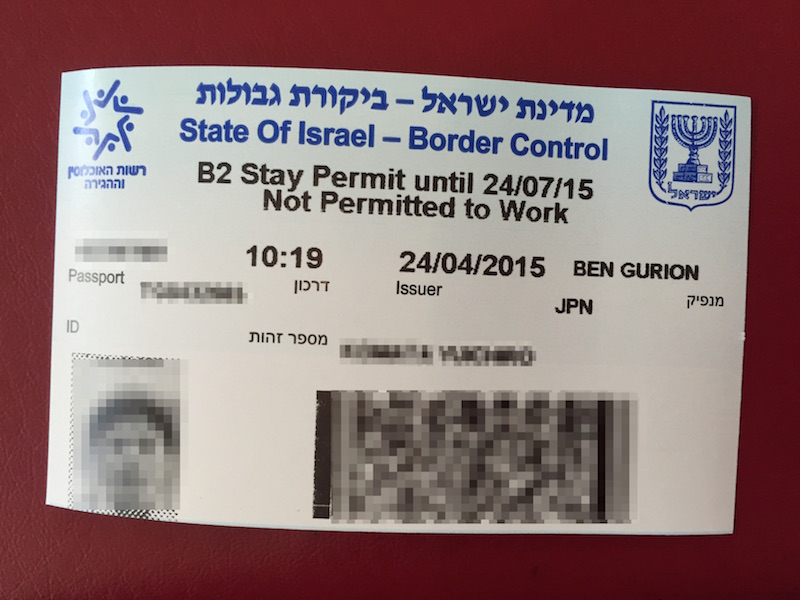 מדינת ישראל – ביקורת גבולות
State Of Israel – Border Control
רשות האוכלוסין
וההגירה
ישראל
B2 Stay Permit until 24/07/15
Not Permitted to Work
10:19 24/04/2015 BEN GURION
Passport דרכון Issuer JPN מנפיק
ID מספר זהות